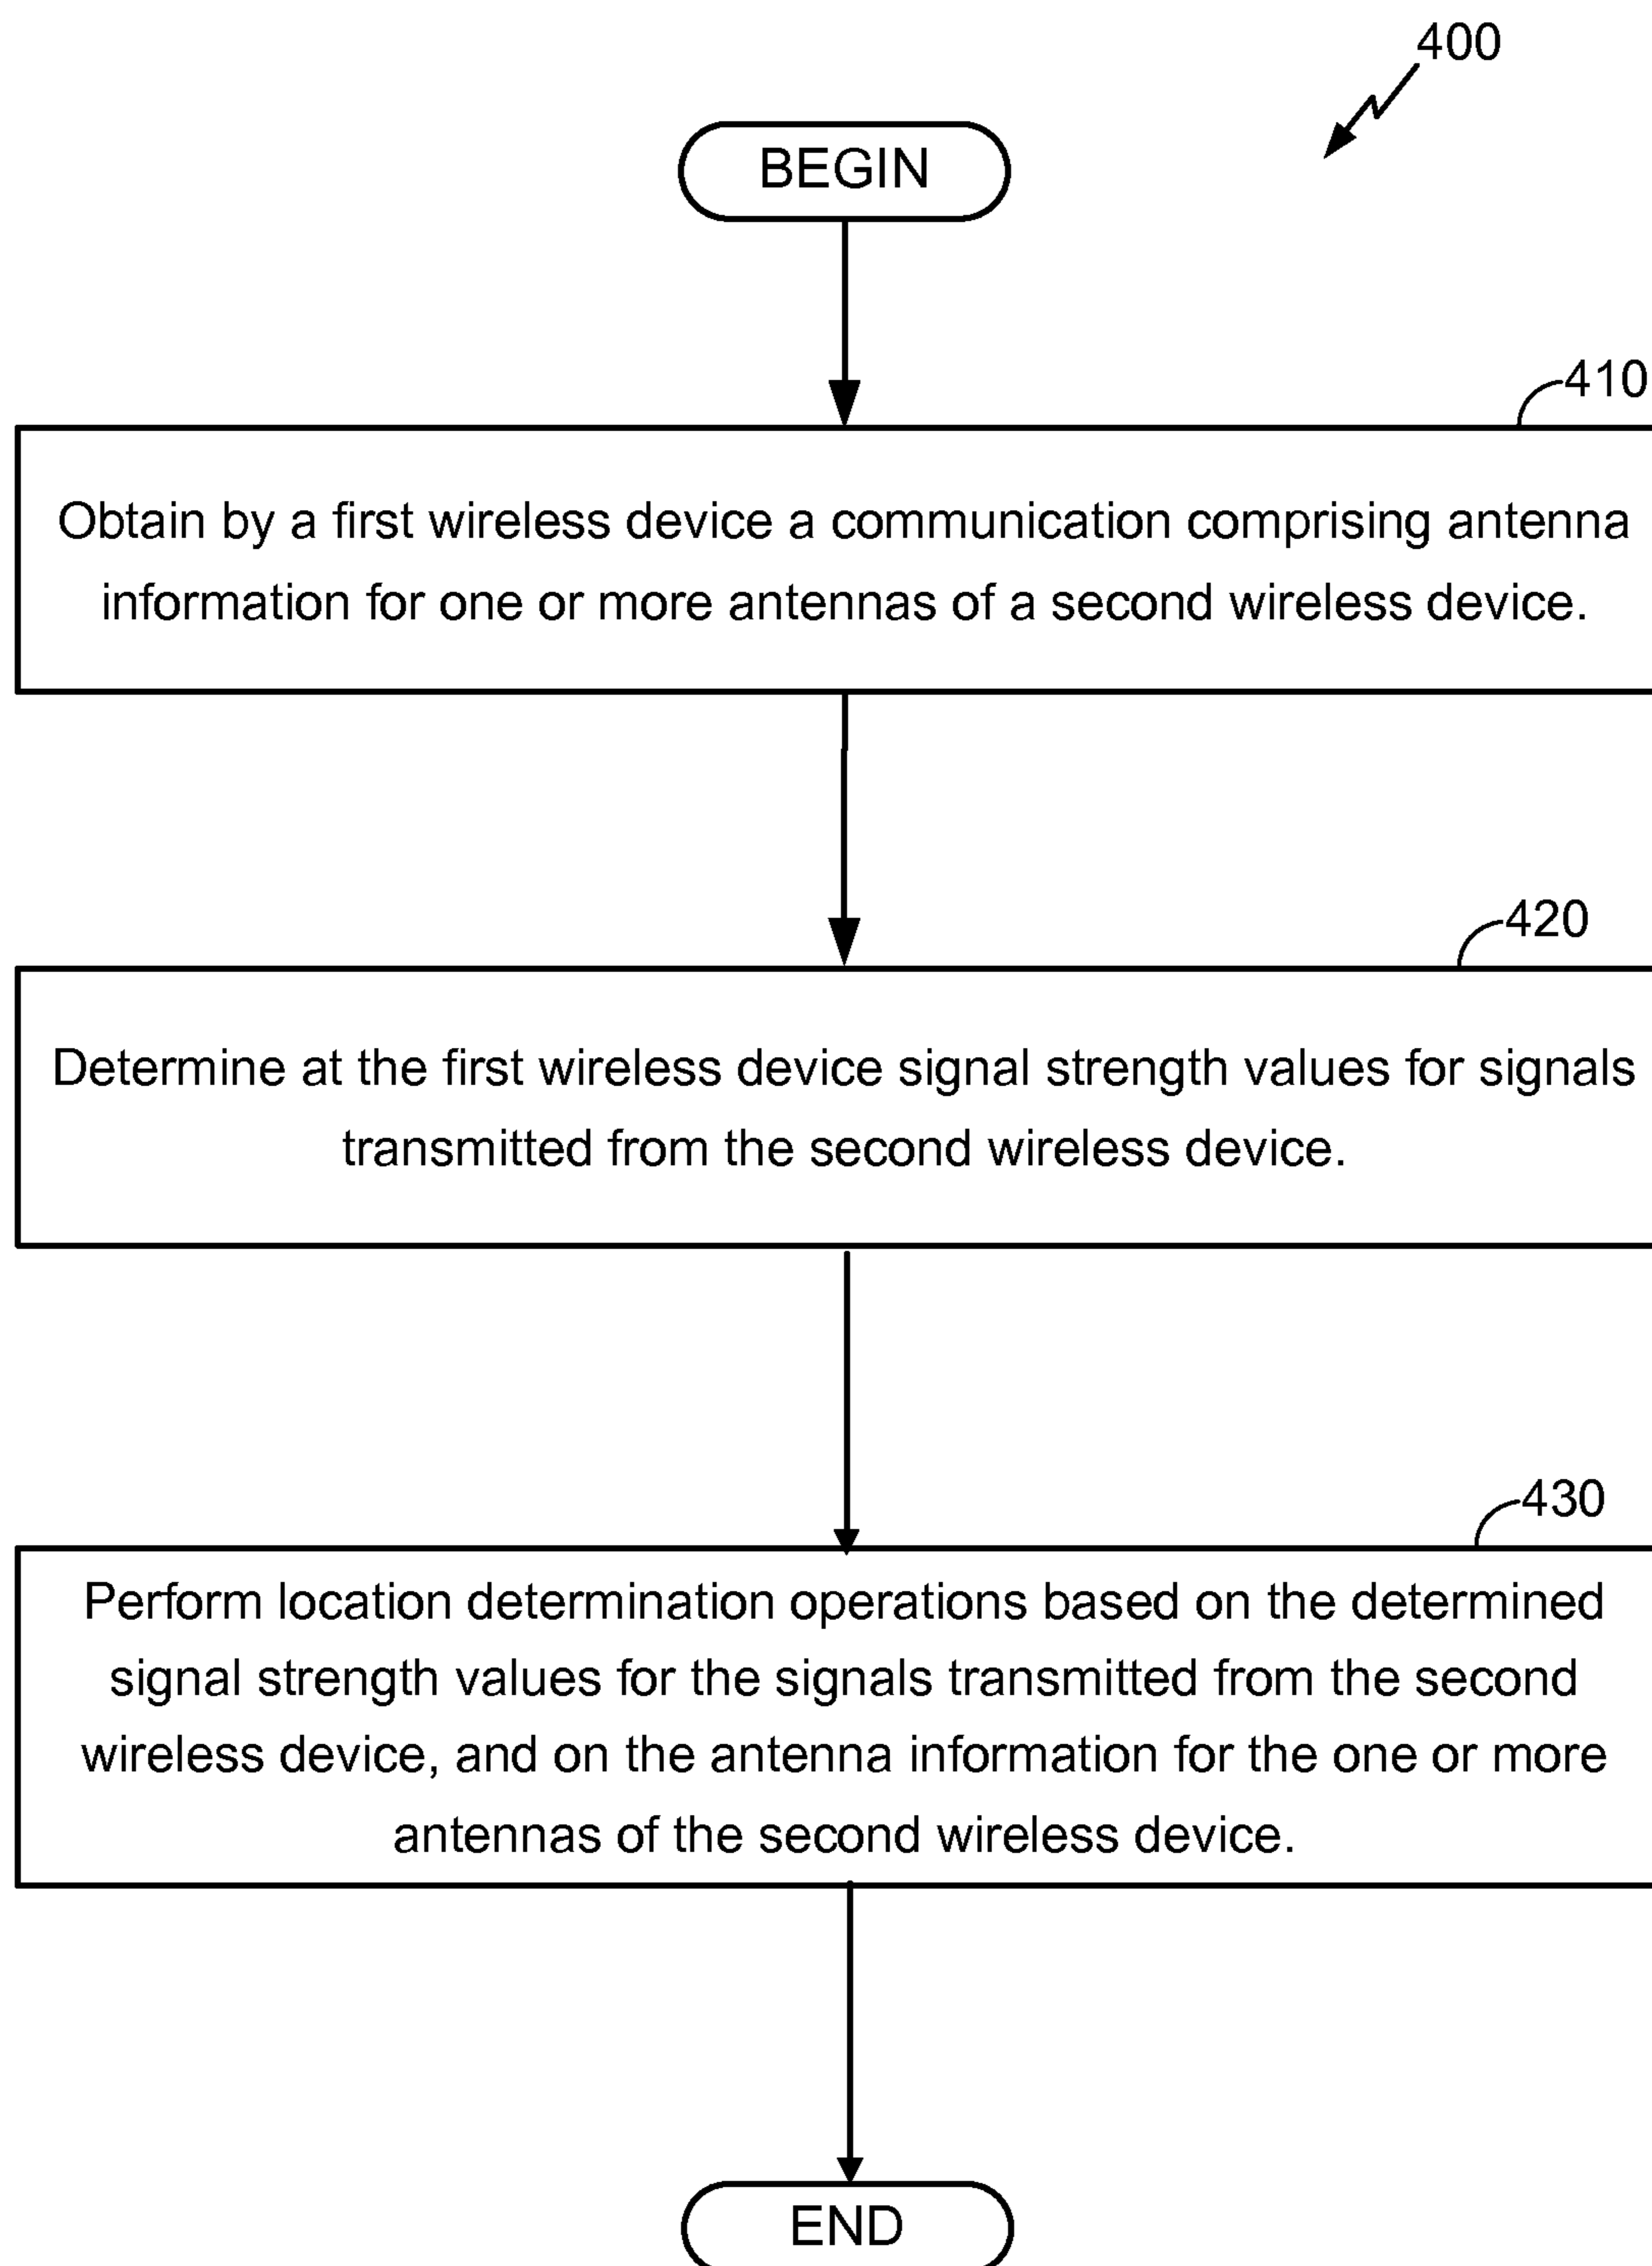 400
BEGIN
410
Obtain by a first wireless device a communication comprising antenna
information for one or more antennas of a second wireless device.
420
Determine at the first wireless device signal strength values for signals
transmitted from the second wireless device.
430
Perform location determination operations based on the determined
signal strength values for the signals transmitted from the second
wireless device, and on the antenna information for the one or more
antennas of the second wireless device.
END